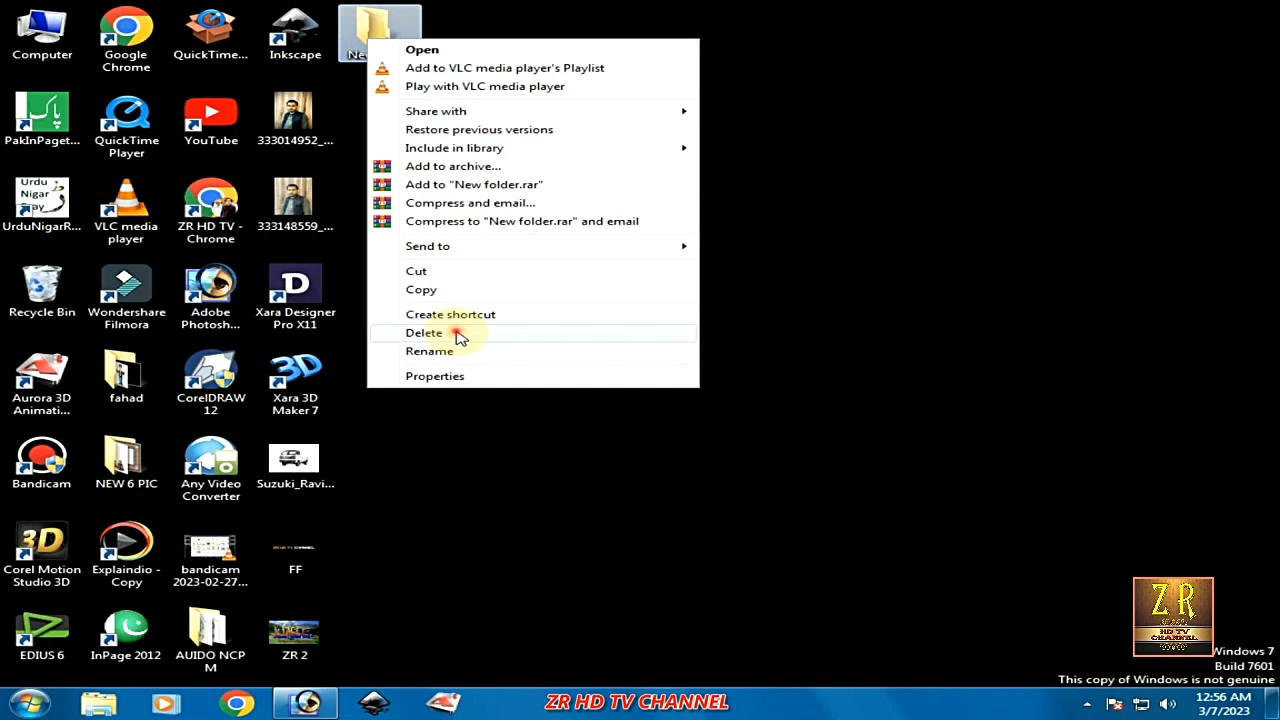 Computer
Google
Chrome
QuickTime...
Inkscape
Open
Add to VLC media player's Playlist
Play with VLC media player
Share with
Restore previous versions
Include in library
Add to archive...
Add to "New folder.rar"
Compress and email...
Compress to "New folder.rar" and email
Send to
Cut
Copy
Create shortcut
Delete
Rename
Properties
PakInPaget...
QuickTime
Player
YouTube
333014952_...
Urdu
Nigar
UrduNigarR...
VLC media
player
ZR HD TV -
Chrome
333148559_...
Recycle Bin
Wondershare
Filmora
Adobe
Photosh...
Xara Designer
Pro X11
Aurora 3D
Animati...
fahad
CorelDRAW
12
Xara 3D
Maker 7
Bandicam
NEW 6 PIC
Any Video
Converter
Suzuki_Ravi...
Corel Motion
Studio 3D
Explaindio -
Copy
bandicam
2023-02-27...
FF
EDIUS 6
InPage 2012
AUIDO NCP
M
ZR 2
ZR
HD TV
CHANNEL
Windows 7
Build 7601
This copy of Windows is not genuine
ZR HD TV CHANNEL
12:56 AM
3/7/2023